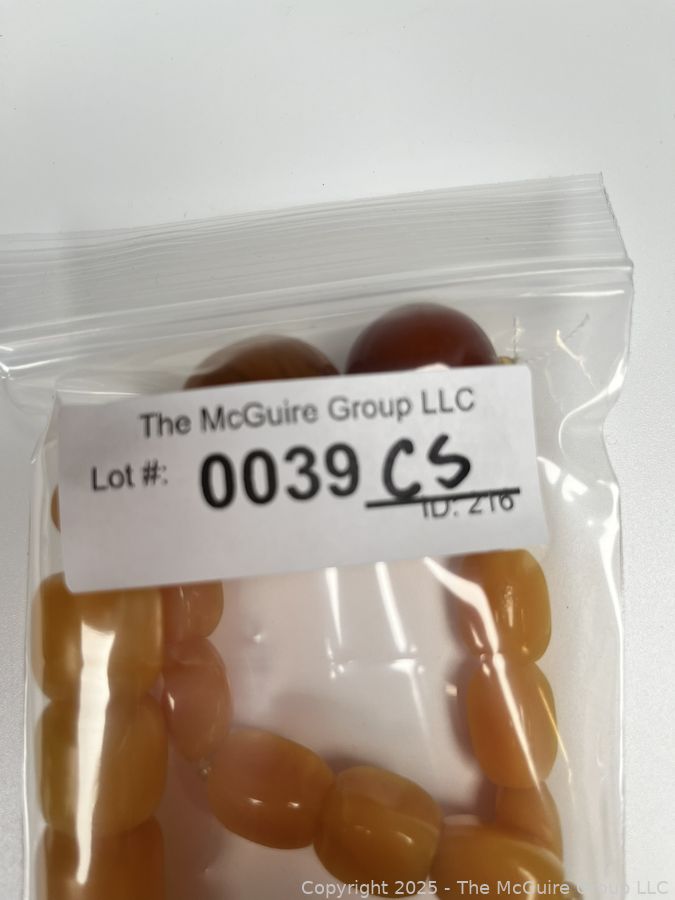 The McGuire Group LLC
Lot #: 0039 CS
ID: 216
Copyright 2025 - The McGuire Group LLC